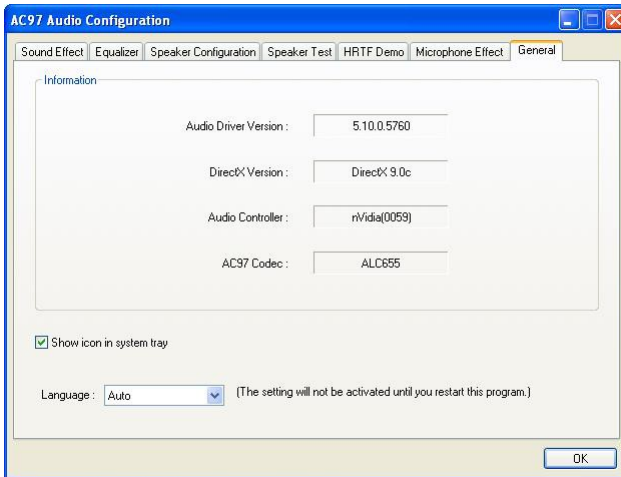 AC97 Audio Configuration
Sound Effect Equalizer Speaker Configuration Speaker Test HRTF Demo Microphone Effect General
Information
Audio Driver Version : 5.10.0.5760
DirectX Version : DirectX 9.0c
Audio Controller : nVidia(0059)
AC97 Codec : ALC655
Show icon in system tray
Language : Auto (The setting will not be activated until you restart this program.)
OK